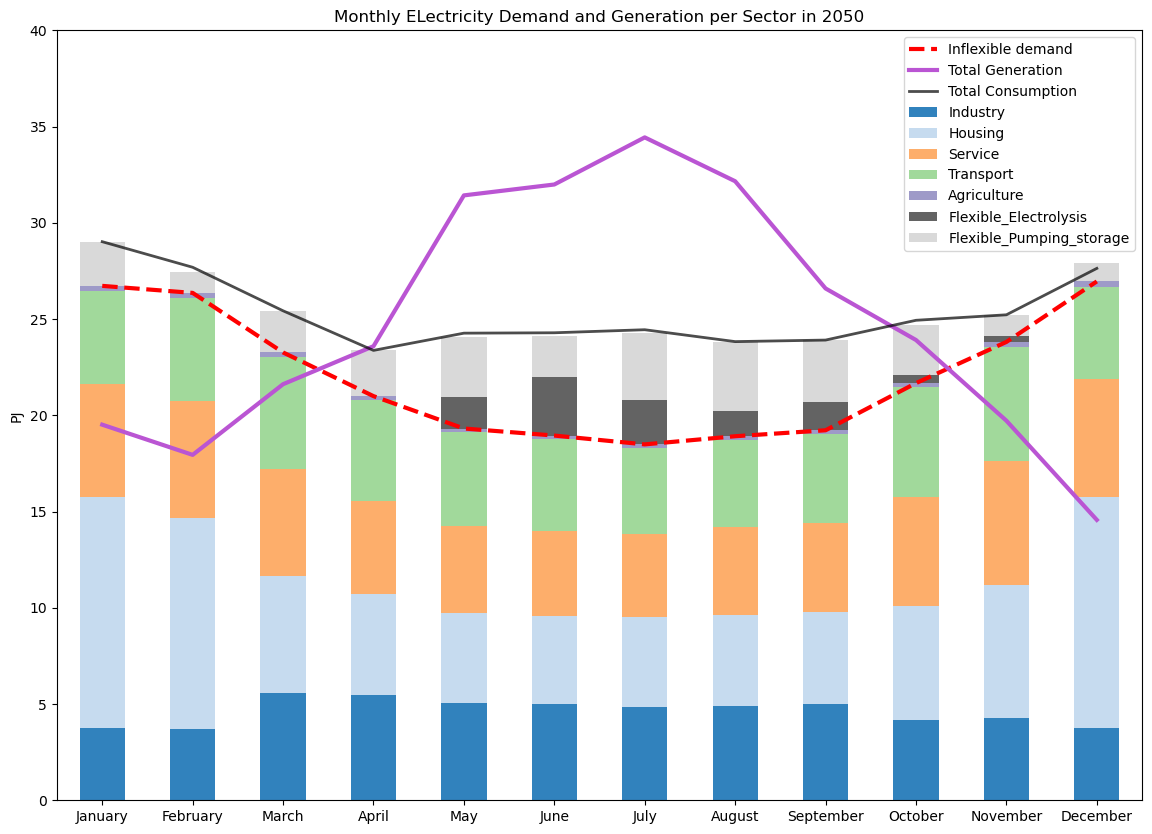 Monthly ELectricity Demand and Generation per Sector in 2050
40
35
30
25
20
15
10
5
0
PJ
Inflexible demand
Total Generation
Total Consumption
Industry
Housing
Service
Transport
Agriculture
Flexible_Electrolysis
Flexible_Pumping_storage
January February March April May June July August September October November December